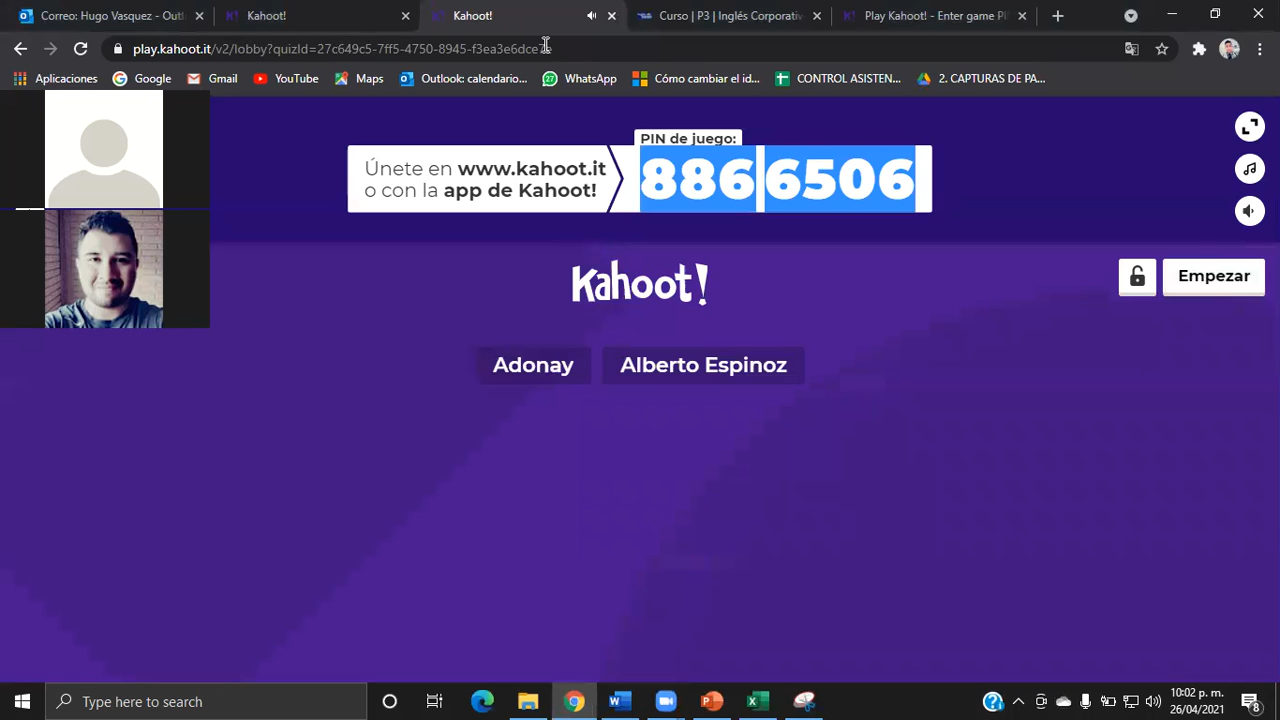 Correo: Hugo Vasquez - Outl
Kahoot!
Kahoot!
Curso | P3 | Inglés Corporativ
Play Kahoot! - Enter game PI
play.kahoot.it/v2/lobby?quizId=27c649c5-7ff5-4750-8945-f3ea3e6dce7e
Aplicaciones
Google
Gmail
YouTube
Maps
Outlook: calendario...
WhatsApp
Cómo cambiar el id...
CONTROL ASISTEN...
2. CAPTURAS DE PA...
PIN de juego:
Únete en www.kahoot.it
o con la app de Kahoot!
886 6506
Kahoot!
Empezar
Adonay
Alberto Espinoz
Type here to search
10:02 p. m.
26/04/2021
8